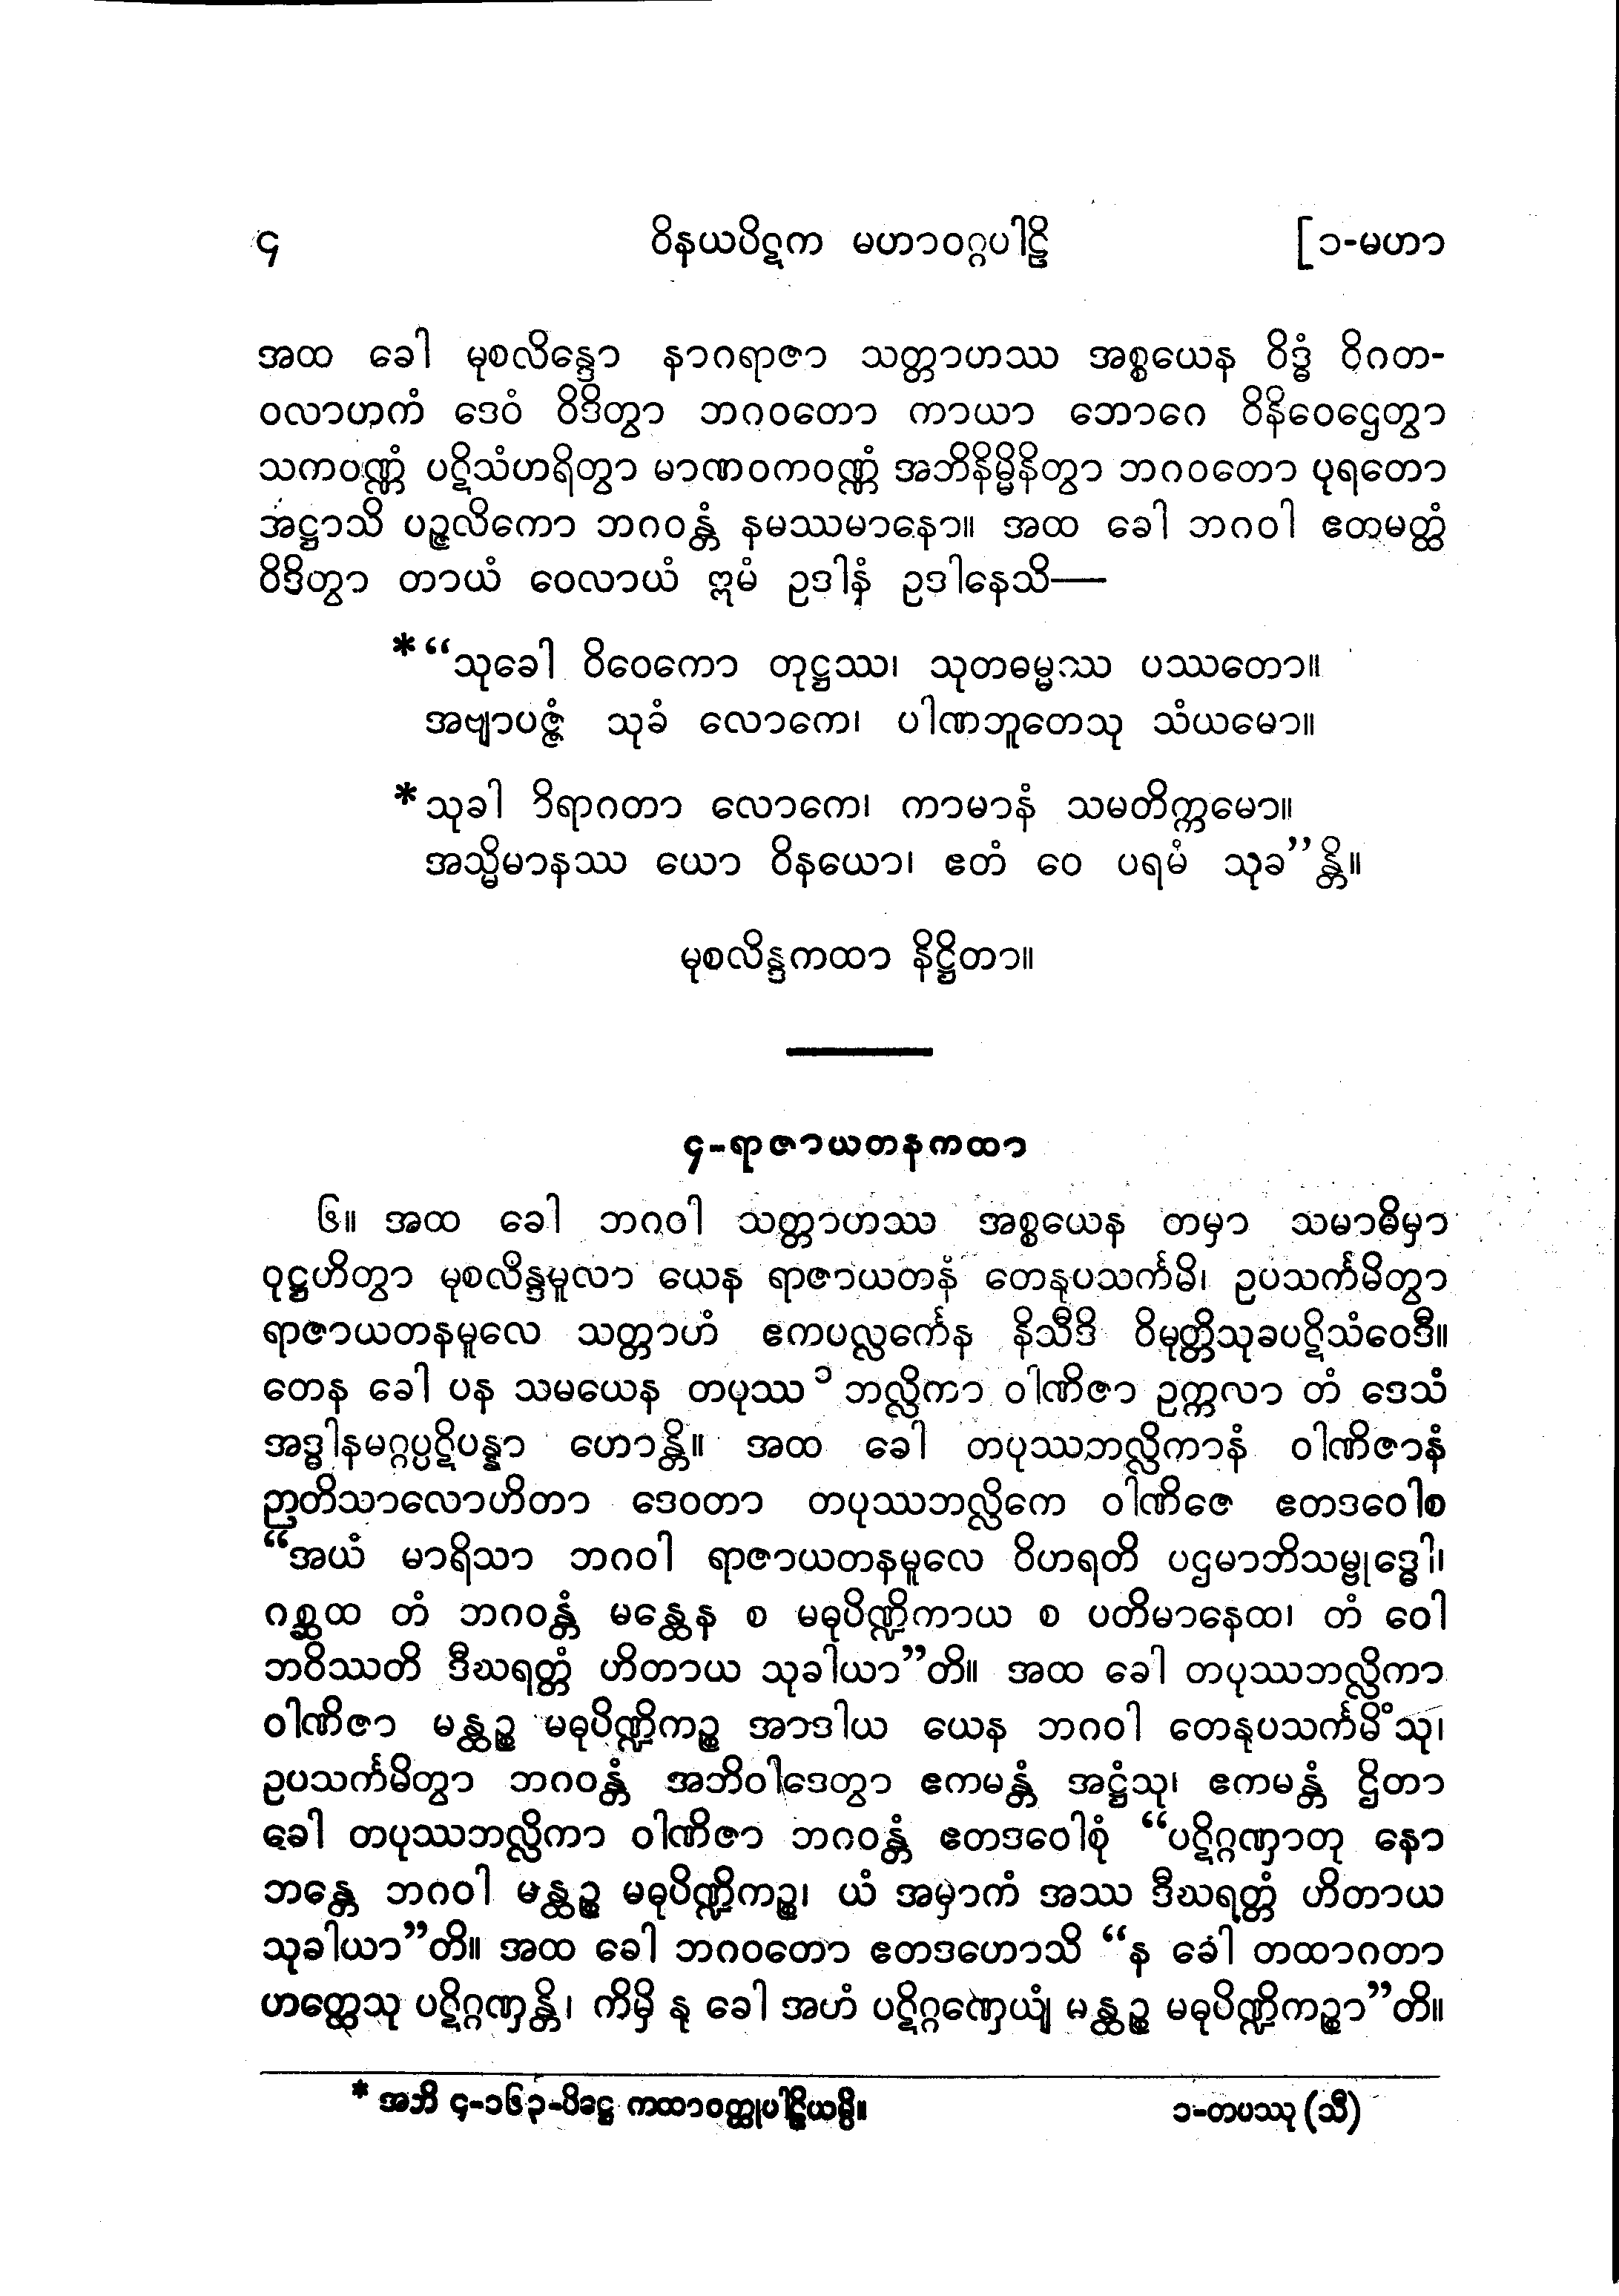 ၄ ဝိနယပိဋက မဟာဝဂ္ဂပါဠိ [၁-မဟာ
အထ ခေါ မုစလိန္ဒော နာဂရာဇာ သတ္တာဟဿ အစ္စယေန ဝိဒ္ဓံ ဝိဂတ-
ဝလာဟကံ ဒေဝံ ဝိဒိတွာ ဘဂဝတော ကာယာ ဘောဂေ ဝိနိဝေဌေတွာ
သကဝဏ္ဏံ ပဋိသံဟရိတွာ မာဏဝကဝဏ္ဏံ အဘိနိမ္မိနိတွာ ဘဂဝတော ပုရတော
အဋ္ဌာသိ ပဉ္ဇလိကော ဘဂဝန္တံ နမဿမာနော။ အထ ခေါ ဘဂဝါ ဧတမတ္ထံ
ဝိဒိတွာ တာယံ ဝေလာယံ ဣမံ ဥဒါနံ ဥဒါနေသိ—
*“သုခေါ ဝိဝေကော တုဋ္ဌဿ၊ သုတဓမ္မဿ ပဿတော။
အဗျာပဇ္ဇံ သုခံ လောကေ၊ ပါဏဘူတေသု သံယမော။
*သုခါ ဝိရာဂတာ လောကေ၊ ကာမာနံ သမတိက္ကမော။
အသ္မိမာနဿ ယော ဝိနယော၊ ဧတံ ဝေ ပရမံ သုခ”န္တိ။
မုစလိန္ဒကထာ နိဋ္ဌိတာ။
၄-ရာဇာယတနကထာ
၆။ အထ ခေါ ဘဂဝါ သတ္တာဟဿ အစ္စယေန တမှာ သမာဓိမှာ
ဝုဋ္ဌဟိတွာ မုစလိန္ဒမူလာ ယေန ရာဇာယတနံ တေနုပသင်္ကမိ၊ ဥပသင်္ကမိတွာ
ရာဇာယတနမူလေ သတ္တာဟံ ဧကပလ္လင်္ကေန နိသီဒိ ဝိမုတ္တိသုခပဋိသံဝေဒီ။
တေန ခေါ ပန သမယေန တပုဿ ၁ ဘလ္လိကာ ဝါဏိဇာ ဥက္ကလာ တံ ဒေသံ
အဒ္ဓါနမဂ္ဂပ္ပဋိပန္နာ ဟောန္တိ။ အထ ခေါ တပုဿဘလ္လိကာနံ ဝါဏိဇာနံ
ဉာတိသာလောဟိတာ ဒေဝတာ တပုဿဘလ္လိကေ ဝါဏိဇေ ဧတဒဝေါစ
“အယံ မာရိသာ ဘဂဝါ ရာဇာယတနမူလေ ဝိဟရတိ ပဌမာဘိသမ္ဗုဒ္ဓေါ၊
ဂစ္ဆထ တံ ဘဂဝန္တံ မန္ထေန စ မဓုပိဏ္ဍိကာယ စ ပတိမာနေထ၊ တံ ဝေါ
ဘဝိဿတိ ဒီဃရတ္တံ ဟိတာယ သုခါယာ”တိ။ အထ ခေါ တပုဿဘလ္လိကာ
ဝါဏိဇာ မန္ထဉ္စ မဓုပိဏ္ဍိကဉ္စ အာဒါယ ယေန ဘဂဝါ တေနုပသင်္ကမိံသု၊
ဥပသင်္ကမိတွာ ဘဂဝန္တံ အဘိဝါဒေတွာ ဧကမန္တံ အဋ္ဌံသု၊ ဧကမန္တံ ဌိတာ
ခေါ တပုဿဘလ္လိကာ ဝါဏိဇာ ဘဂဝန္တံ ဧတဒဝေါစုံ “ပဋိဂ္ဂဏှာတု နော
ဘန္တေ ဘဂဝါ မန္ထဉ္စ မဓုပိဏ္ဍိကဉ္စ၊ ယံ အမှာကံ အဿ ဒီဃရတ္တံ ဟိတာယ
သုခါယာ”တိ။ အထ ခေါ ဘဂဝတော ဧတဒဟောသိ “န ခေါ တထာဂတာ
ဟတ္ထေသု ပဋိဂ္ဂဏှန္တိ၊ ကိမှိ နု ခေါ အဟံ ပဋိဂ္ဂဏှေယျံ မန္ထဉ္စ မဓုပိဏ္ဍိကဉ္စာ”တိ။
* အဘိ ၄-၁၆၃-ပိဋ္ဌေ ကထာဝတ္ထုပါဠိယမ္ပိ။ ၁-တပဿု (သီ)